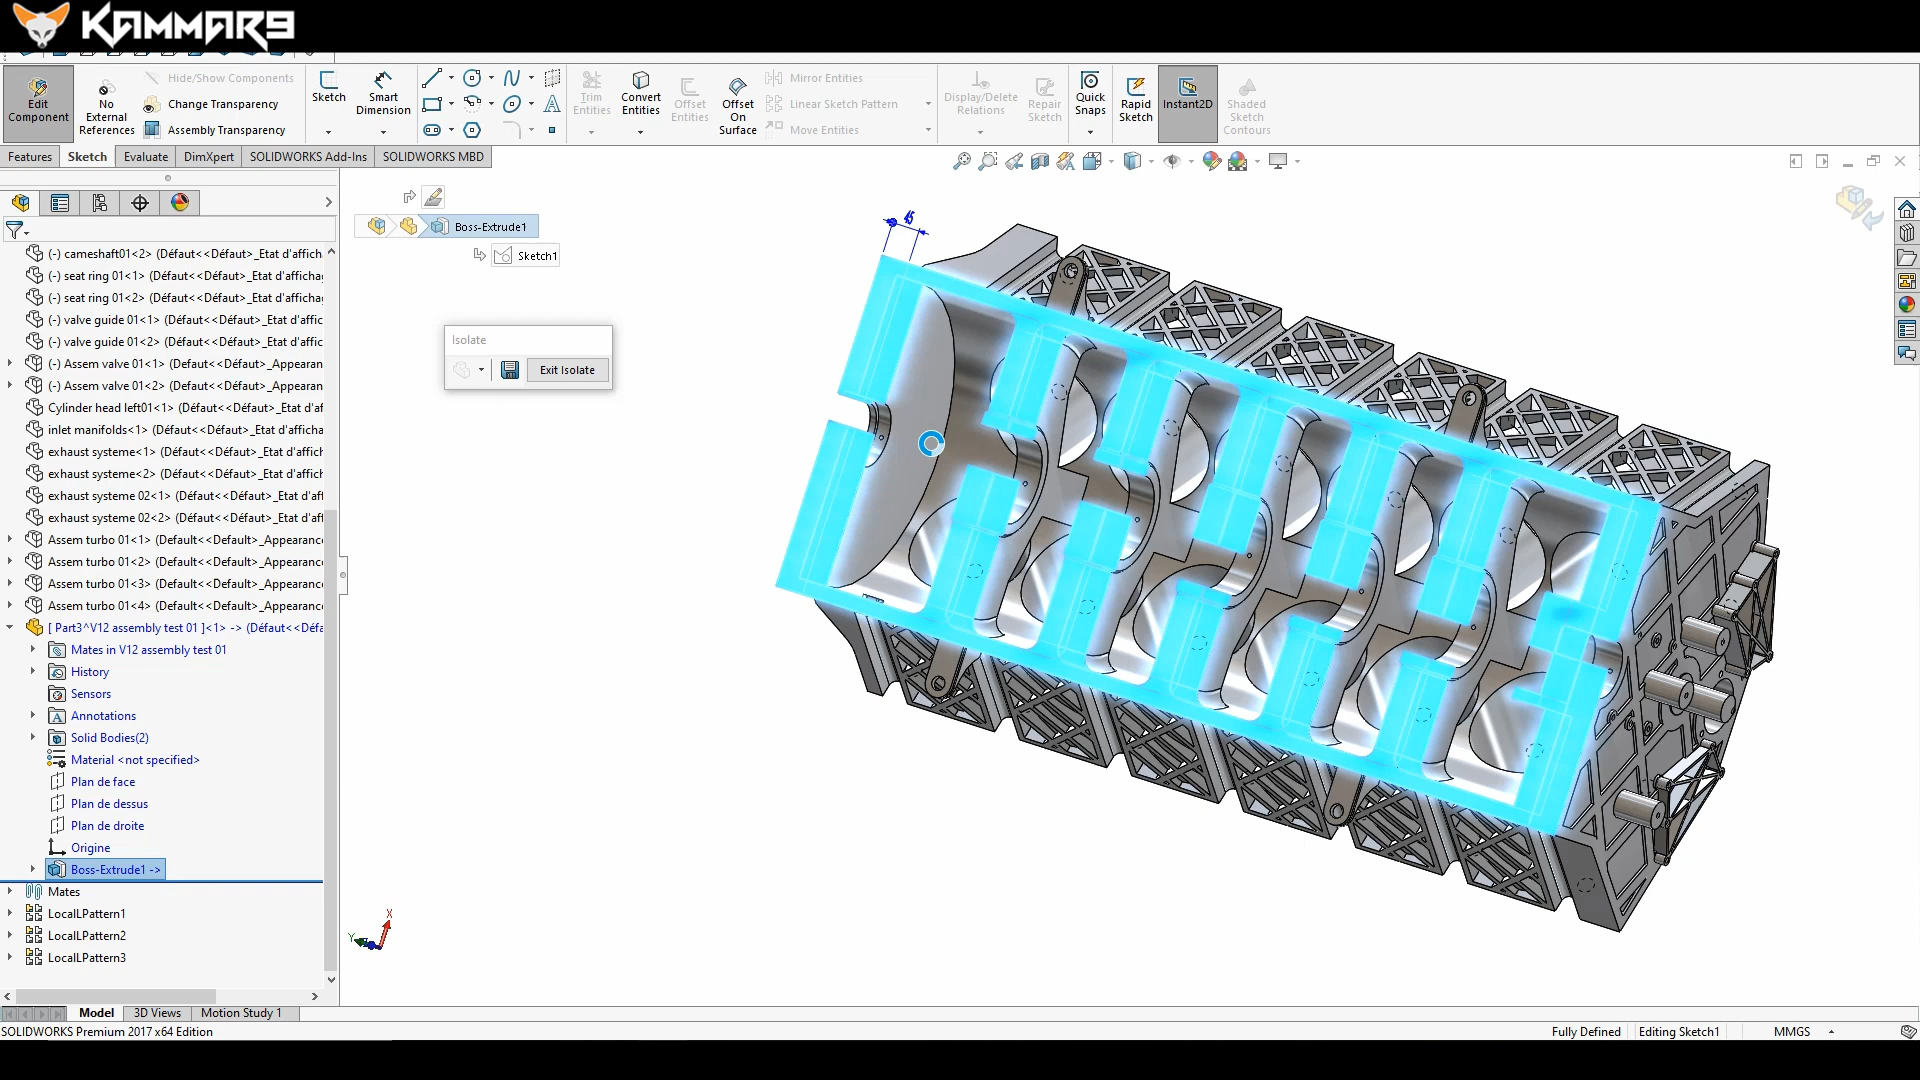 KAMMAR9
Edit Component
No External References
Hide/Show Components
Change Transparency
Assembly Transparency
Sketch
Smart Dimension
Trim Entities
Convert Entities
Offset Entities
Offset On Surface
Mirror Entities
Linear Sketch Pattern
Move Entities
Display/Delete Relations
Repair Sketch
Quick Snaps
Rapid Sketch
Instant2D
Shaded Sketch Contours
Features
Sketch
Evaluate
DimXpert
SOLIDWORKS Add-Ins
SOLIDWORKS MBD
(-) cameshaft01<2> (Défaut<<Défaut>_Etat d'affich
(-) seat ring 01<1> (Défaut<<Défaut>_Etat d'afficha
(-) seat ring 01<2> (Défaut<<Défaut>_Etat d'afficha
(-) valve guide 01<1> (Défaut<<Défaut>_Etat d'affic
(-) valve guide 01<2> (Défaut<<Défaut>_Etat d'affic
(-) Assem valve 01<1> (Défaut<<Défaut>_Appearan
(-) Assem valve 01<2> (Défaut<<Défaut>_Appearan
Cylinder head left01<1> (Défaut<<Défaut>_Etat d'af
inlet manifolds<1> (Défaut<<Défaut>_Etat d'afficha
exhaust systeme<1> (Défaut<<Défaut>_Etat d'affich
exhaust systeme<2> (Défaut<<Défaut>_Etat d'affich
exhaust systeme 02<1> (Défaut<<Défaut>_Etat d'aff
exhaust systeme 02<2> (Défaut<<Défaut>_Etat d'aff
Assem turbo 01<1> (Default<<Default>_Appearance
Assem turbo 01<2> (Default<<Default>_Appearance
Assem turbo 01<3> (Default<<Default>_Appearance
Assem turbo 01<4> (Default<<Default>_Appearance
[ Part3^V12 assembly test 01 ]<1> -> (Défaut<<Défa
Mates in V12 assembly test 01
History
Sensors
Annotations
Solid Bodies(2)
Material <not specified>
Plan de face
Plan de dessus
Plan de droite
Origine
Boss-Extrude1 ->
Mates
LocalLPattern1
LocalLPattern2
LocalLPattern3
Boss-Extrude1
Sketch1
Isolate
Exit Isolate
X
Y
Model
3D Views
Motion Study 1
SOLIDWORKS Premium 2017 x64 Edition
Fully Defined
Editing Sketch1
MMGS